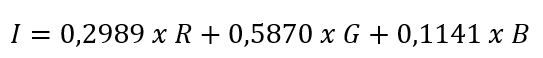 I = 0,2989 x R + 0,5870 x G + 0,1141 x B